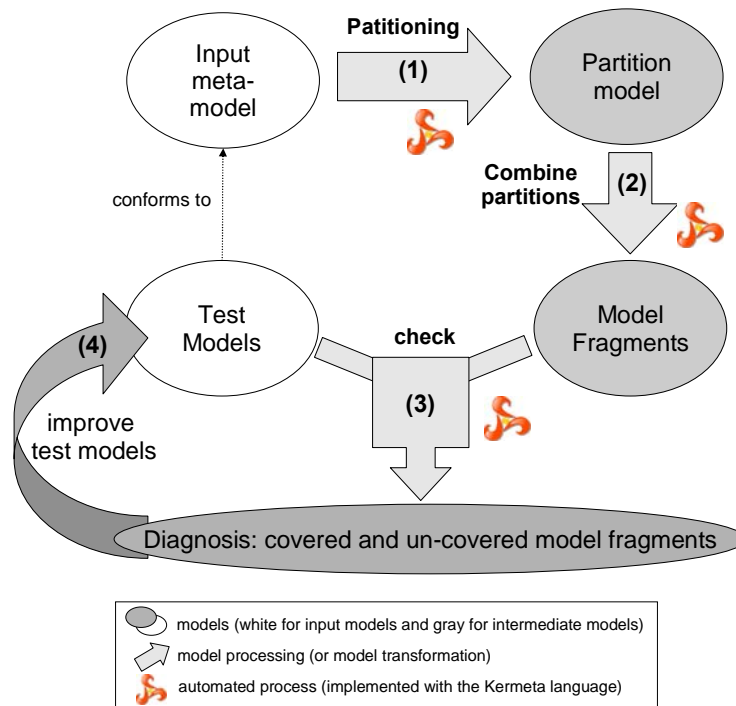 Patitioning
Input
meta-
model
(1)
Partition
model
Combine
partitions
(2)
conforms to
Test
Models
check
Model
Fragments
(4)
(3)
improve
test models
Diagnosis: covered and un-covered model fragments
models (white for input models and gray for intermediate models)
model processing (or model transformation)
automated process (implemented with the Kermeta language)